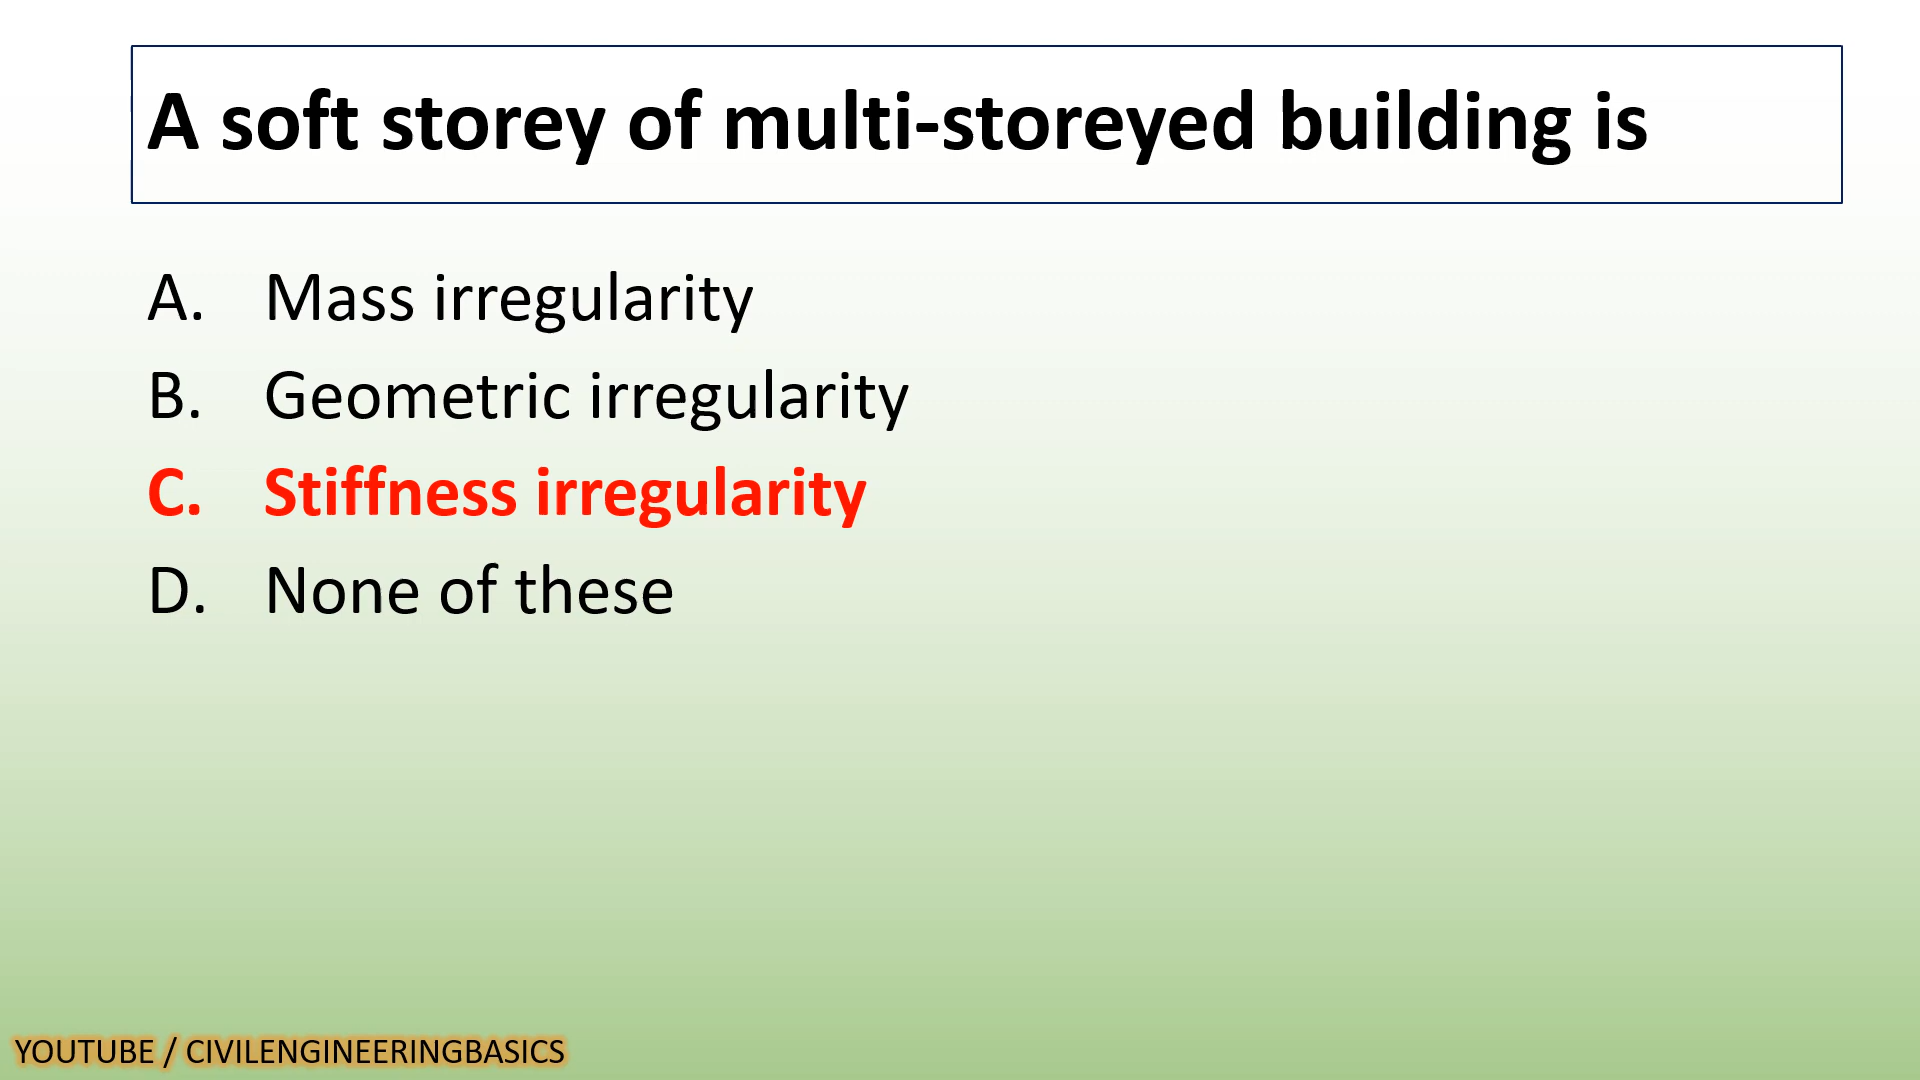 A soft storey of multi-storeyed building is
A. Mass irregularity
B. Geometric irregularity
C. Stiffness irregularity
D. None of these
YOUTUBE / CIVILENGINEERINGBASICS